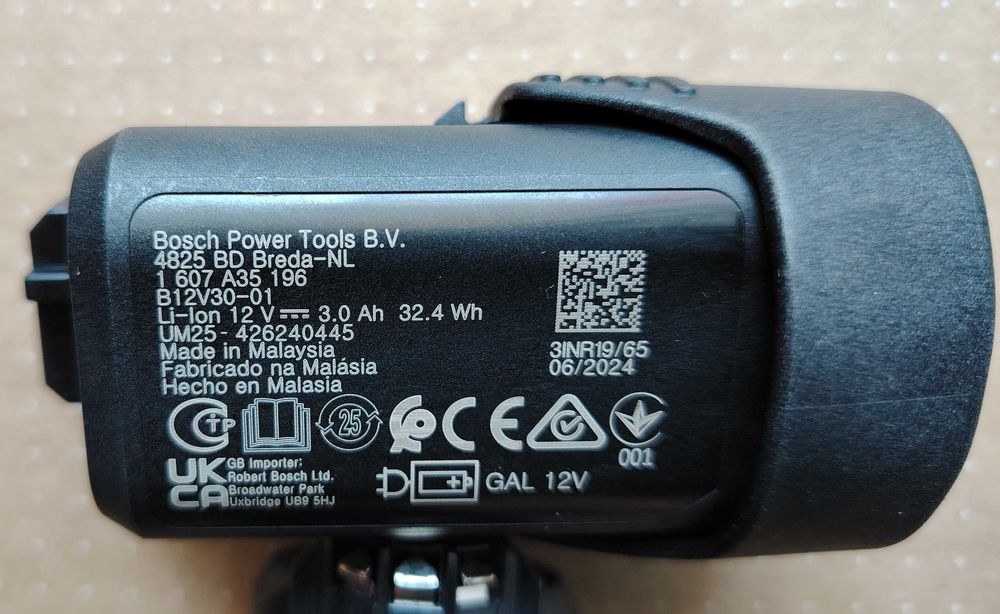 Bosch Power Tools B.V.
4825 BD Breda-NL
1 607 A35 196
B12V30-01
Li-Ion 12 V 3.0 Ah 32.4 Wh
UM25- 426240445
Made in Malaysia
Fabricado na Malásia
Hecho en Malasia
3INR19/65
06/2024
25
001
UK
CA
GB Importer:
Robert Bosch Ltd.
Broadwater Park
Uxbridge UB9 5HJ
GAL 12V